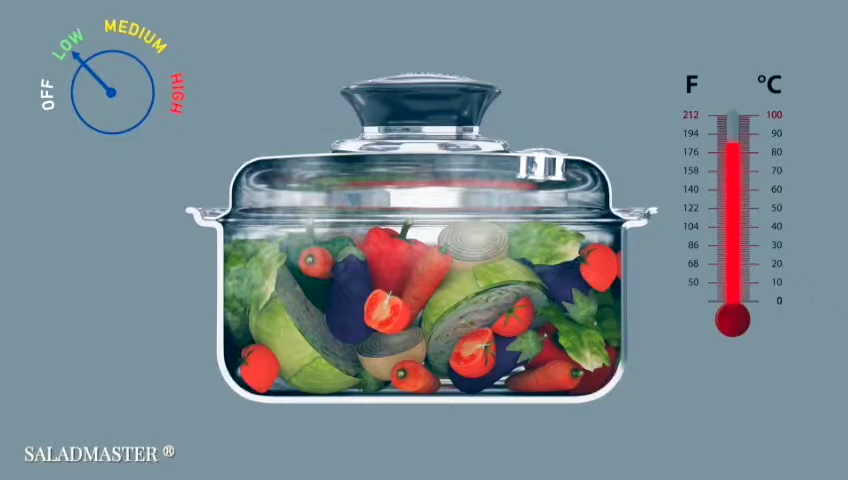 OFF
LOW
MEDIUM
HIGH
F °C
212 100
194 90
176 80
158 70
140 60
122 50
104 40
86 30
68 20
50 10
0
SALADMASTER ®